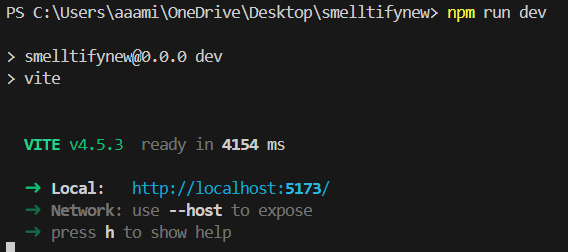 PS C:\Users\aaami\OneDrive\Desktop\smelltifynew> npm run dev
> smelltifynew@0.0.0 dev
> vite
VITE v4.5.3 ready in 4154 ms
➜ Local: http://localhost:5173/
➜ Network: use --host to expose
➜ press h to show help